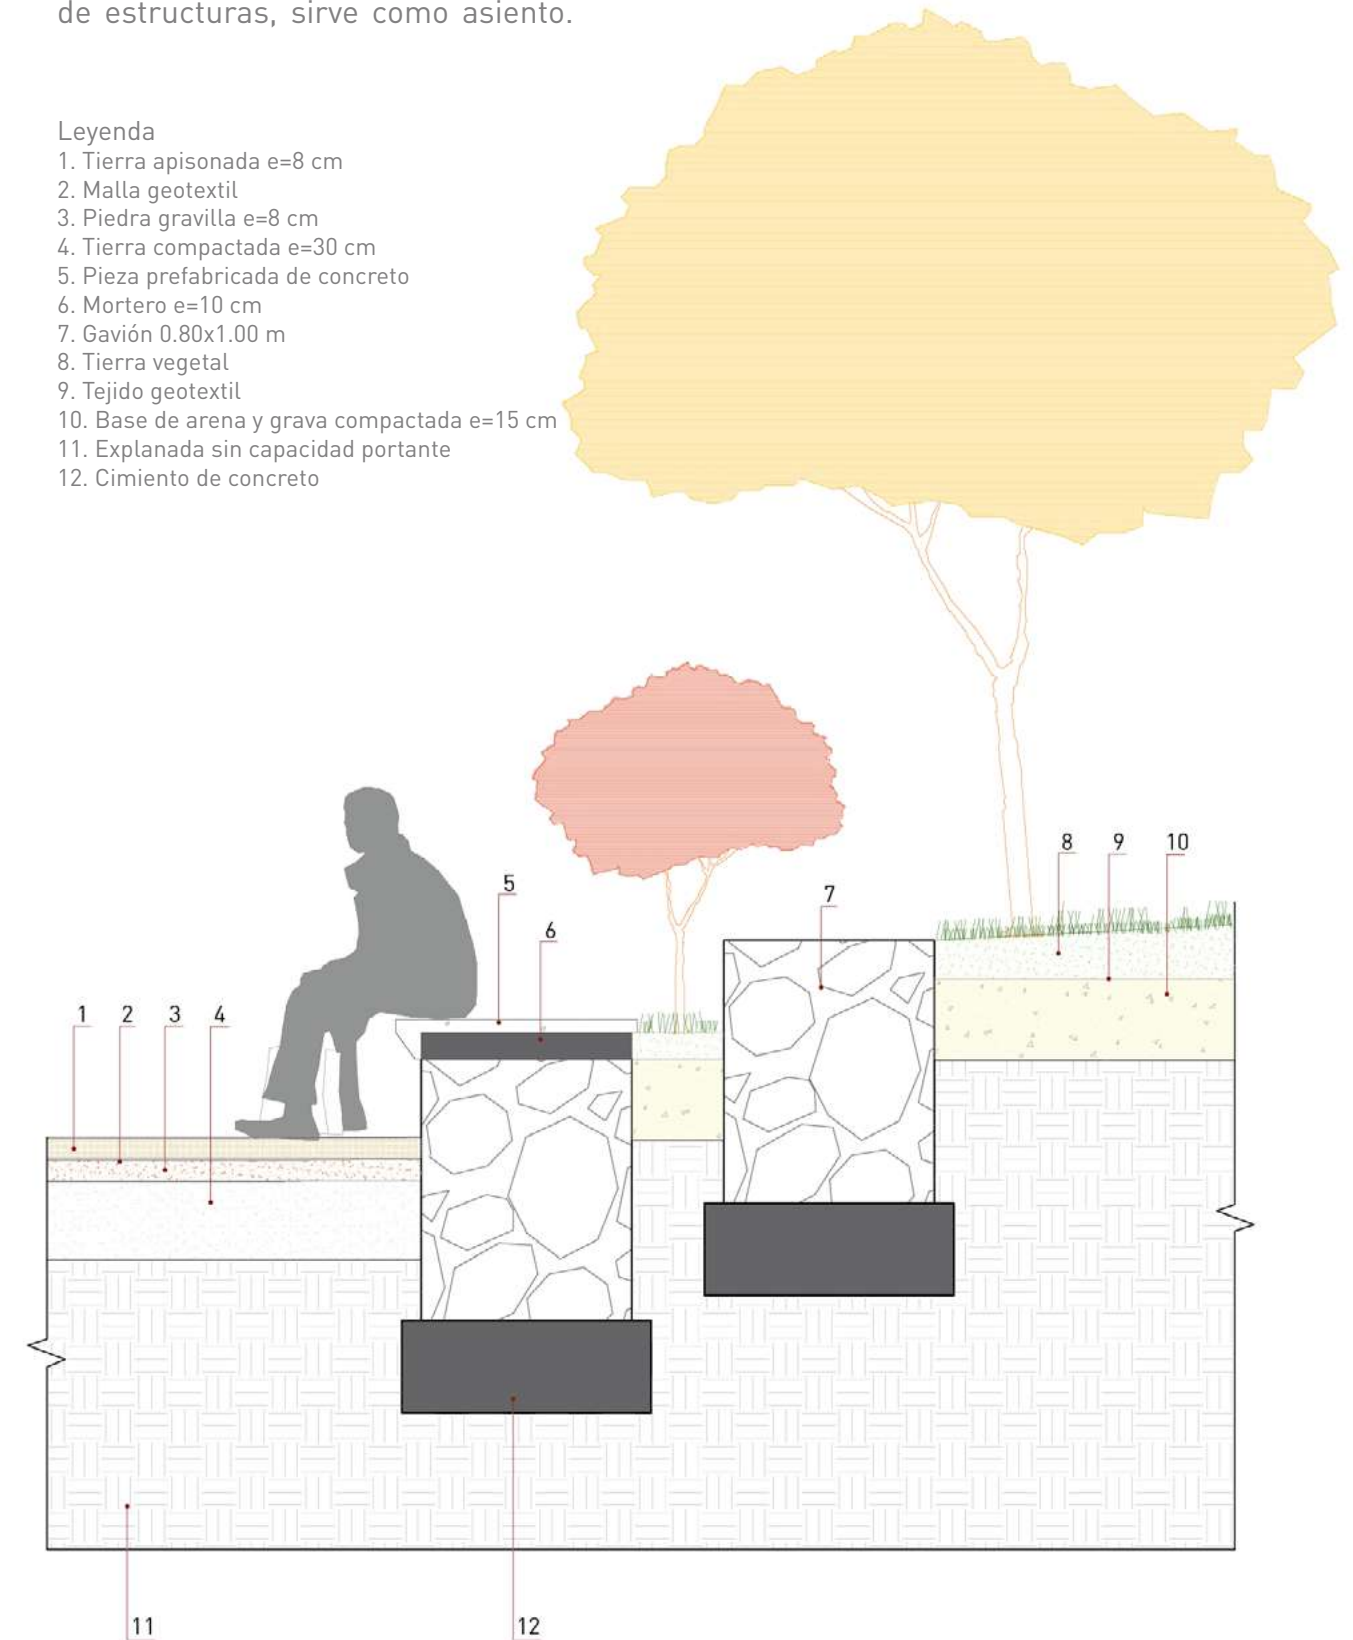 de estructuras, sirve como asiento.
Leyenda
1. Tierra apisonada e=8 cm
2. Malla geotextil
3. Piedra gravilla e=8 cm
4. Tierra compactada e=30 cm
5. Pieza prefabricada de concreto
6. Mortero e=10 cm
7. Gavión 0.80x1.00 m
8. Tierra vegetal
9. Tejido geotextil
10. Base de arena y grava compactada e=15 cm
11. Explanada sin capacidad portante
12. Cimiento de concreto
8 9 10
5
7
6
1 2 3 4
11 12